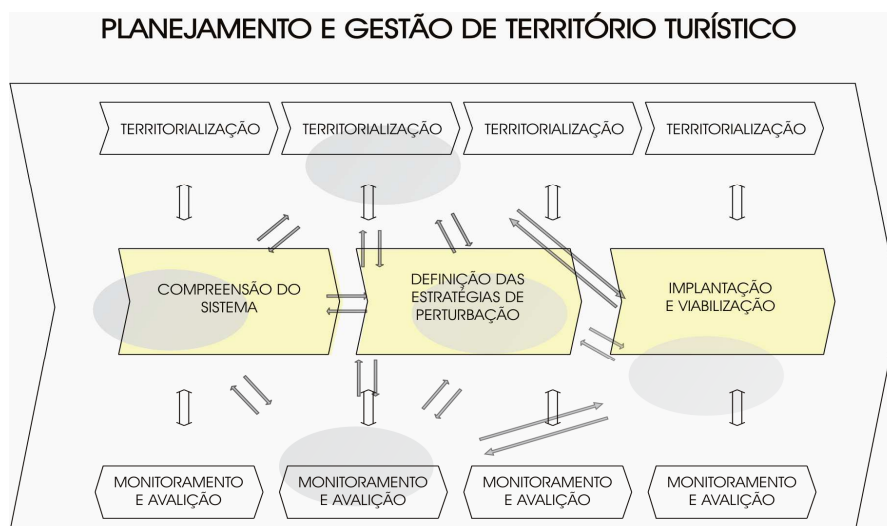 PLANEJAMENTO E GESTÃO DE TERRITÓRIO TURÍSTICO
TERRITORIALIZAÇÃO
TERRITORIALIZAÇÃO
TERRITORIALIZAÇÃO
TERRITORIALIZAÇÃO
COMPREENSÃO DO
SISTEMA
DEFINIÇÃO DAS
ESTRATÉGIAS DE
PERTURBAÇÃO
IMPLANTAÇÃO
E VIABILIZAÇÃO
MONITORAMENTO
E AVALIÇÃO
MONITORAMENTO
E AVALIÇÃO
MONITORAMENTO
E AVALIÇÃO
MONITORAMENTO
E AVALIÇÃO